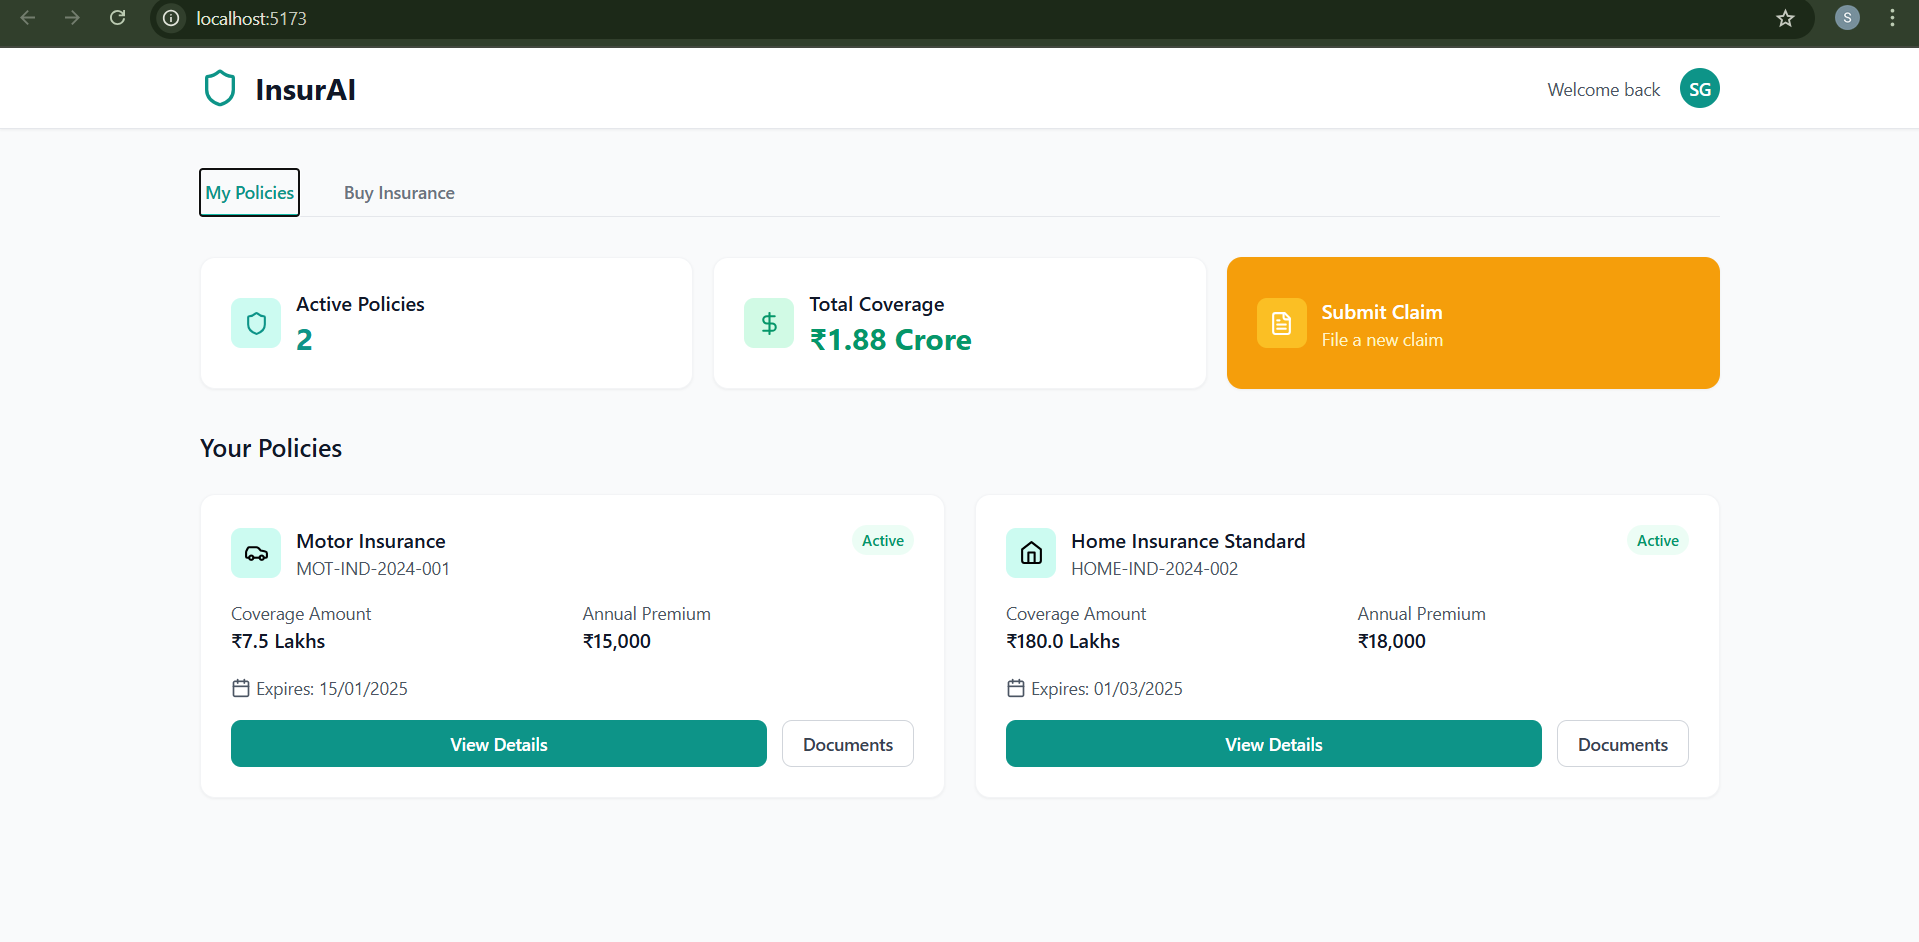 localhost:5173
S
InsurAI
Welcome back
SG
My Policies
Buy Insurance
Active Policies
2
Total Coverage
₹1.88 Crore
Submit Claim
File a new claim
Your Policies
Motor Insurance
Active
MOT-IND-2024-001
Coverage Amount
Annual Premium
₹7.5 Lakhs
₹15,000
Expires: 15/01/2025
View Details
Documents
Home Insurance Standard
Active
HOME-IND-2024-002
Coverage Amount
Annual Premium
₹180.0 Lakhs
₹18,000
Expires: 01/03/2025
View Details
Documents